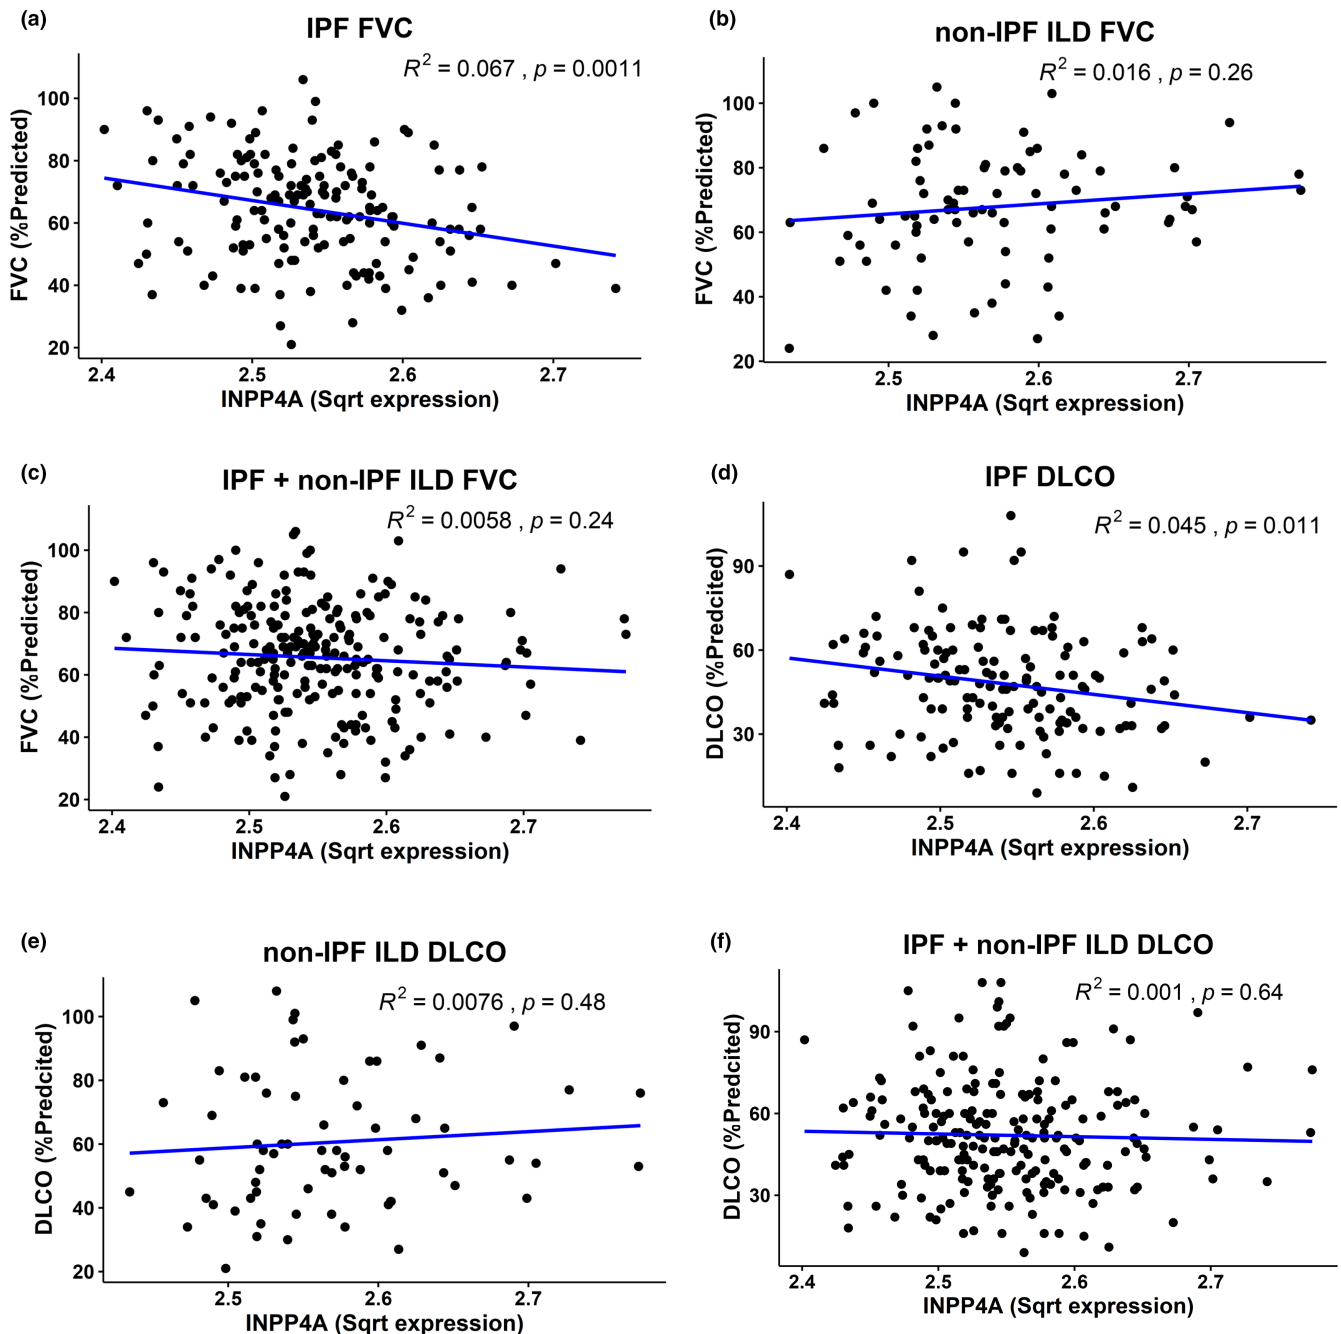 (a)
IPF FVC
R² = 0.067 , p = 0.0011
100
80
60
40
20
FVC (%Predicted)
2.4 2.5 2.6 2.7
INPP4A (Sqrt expression)
(b)
non-IPF ILD FVC
R² = 0.016 , p = 0.26
100
80
60
40
20
FVC (%Predicted)
2.5 2.6 2.7
INPP4A (Sqrt expression)
(c)
IPF + non-IPF ILD FVC
R² = 0.0058 , p = 0.24
100
80
60
40
20
FVC (%Predicted)
2.4 2.5 2.6 2.7
INPP4A (Sqrt expression)
(d)
IPF DLCO
R² = 0.045 , p = 0.011
90
60
30
DLCO (%Predcited)
2.4 2.5 2.6 2.7
INPP4A (Sqrt expression)
(e)
non-IPF ILD DLCO
R² = 0.0076 , p = 0.48
100
80
60
40
20
DLCO (%Predcited)
2.5 2.6 2.7
INPP4A (Sqrt expression)
(f)
IPF + non-IPF ILD DLCO
R² = 0.001 , p = 0.64
90
60
30
DLCO (%Predcited)
2.4 2.5 2.6 2.7
INPP4A (Sqrt expression)